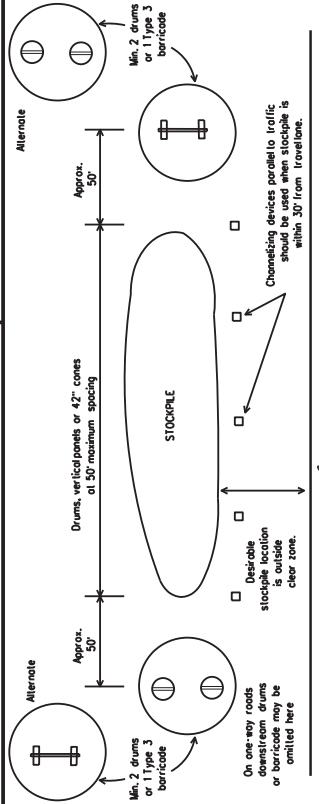 Alternate
Min. 2 drums
or 1 Type 3
barricade
Approx.
50'
Drums, vertical panels or 42" cones
at 50' maximum spacing
Approx.
50'
Alternate
Min. 2 drums
or 1 Type 3
barricade
STOCKPILE
On one-way roads
downstream drums
or barricade may be
omitted here
Desirable
stockpile location
is outside
clear zone.
Channelizing devices parallel to traffic
should be used when stockpile is
within 30' from travel lane.